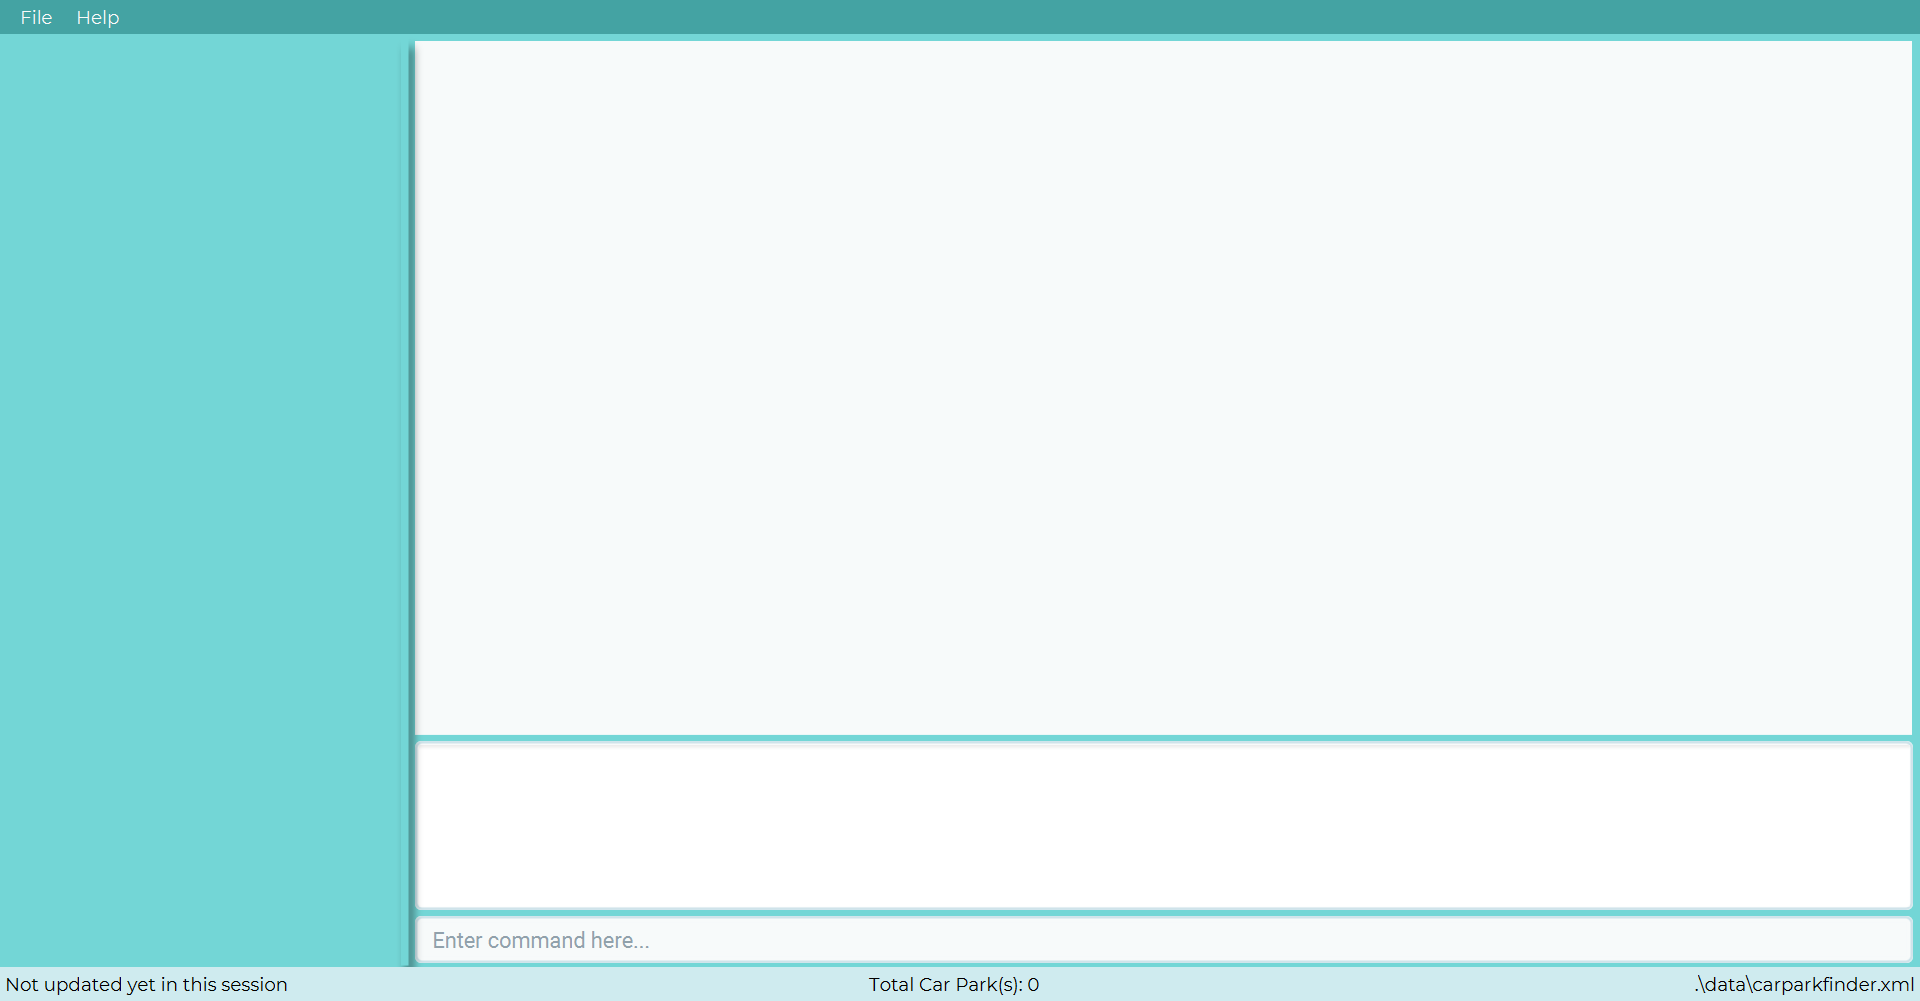 File Help
Enter command here...
Not updated yet in this session Total Car Park(s): 0 .\data\carparkfinder.xml